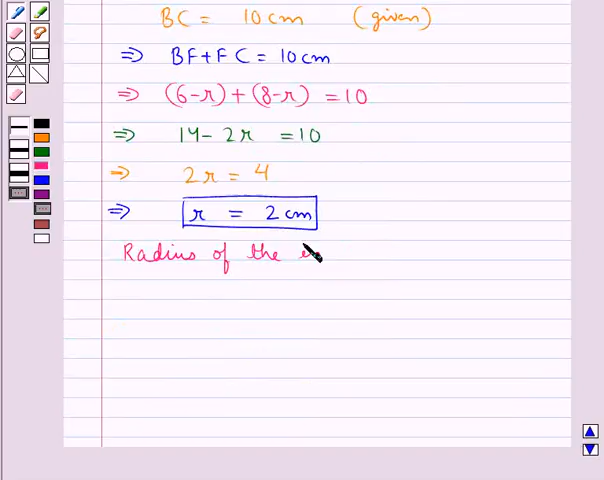 BC = 10 cm (given)
⇒ BF + FC = 10 cm
⇒ (6-r) + (8-r) = 10
⇒ 14 - 2r = 10
⇒ 2r = 4
⇒ r = 2 cm
Radius of the